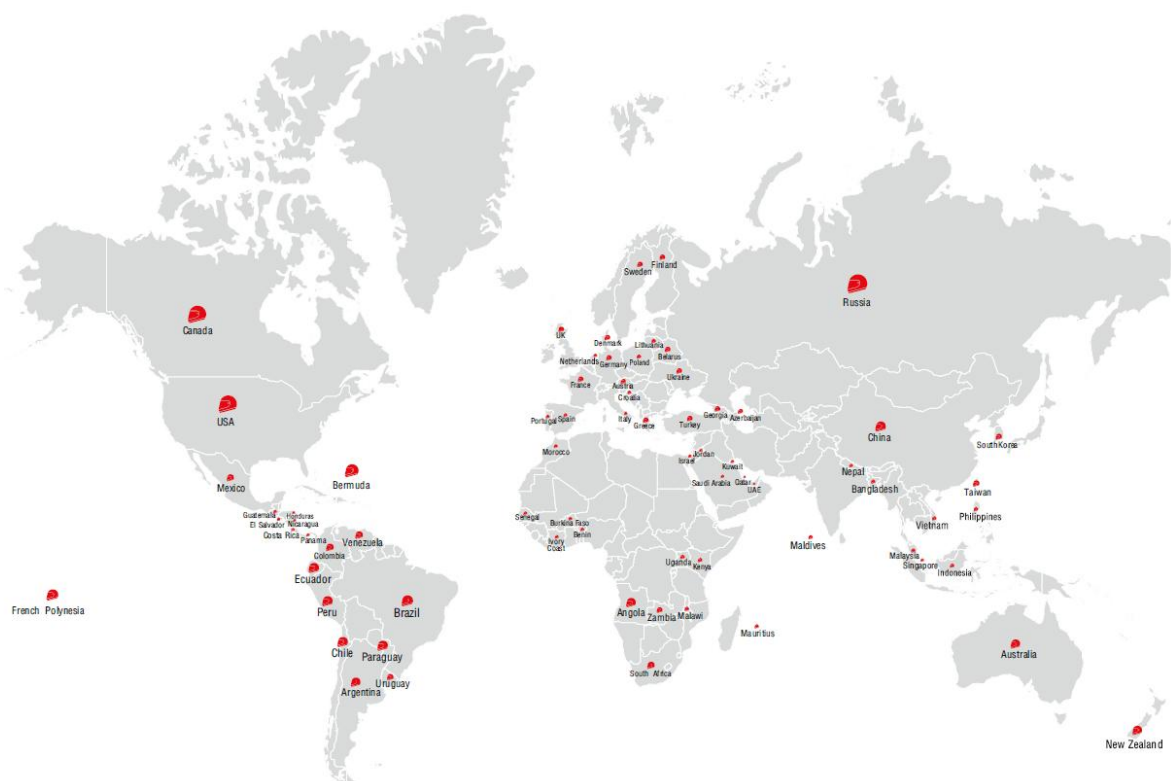 Canada
USA
Mexico
Bermuda
Guatemala
Honduras
El Salvador
Nicaragua
Costa Rica
Panama
Venezuela
Colombia
Ecuador
French Polynesia
Peru
Brazil
Chile
Paraguay
Argentina
Uruguay
Sweden
Finland
Russia
UK
Denmark
Lithuania
Netherlands
Germany
Poland
Belarus
France
Austria
Ukraine
Croatia
Portugal
Spain
Italy
Greece
Turkey
Georgia
Azerbaijan
Morocco
Israel
Jordan
Kuwait
Saudi Arabia
Qatar
UAE
China
South Korea
Nepal
Bangladesh
Taiwan
Philippines
Vietnam
Maldives
Malaysia
Singapore
Indonesia
Senegal
Burkina Faso
Benin
Ivory
Coast
Uganda
Kenya
Angola
Zambia
Malawi
Mauritius
South Africa
Australia
New Zealand